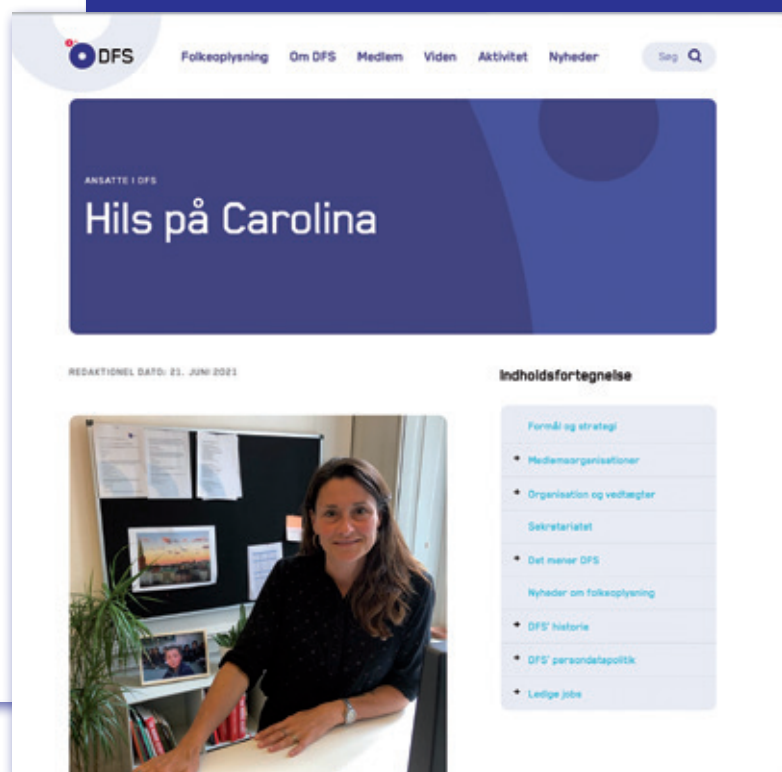 DFS
Folkeoplysning Om DFS Medlem Viden Aktivitet Nyheder Søg
ANSATTE I DFS
Hils på Carolina
REDAKTIONEL DATO: 21. JUNI 2021
Indholdsfortegnelse
Formål og strategi
+ Medlemsorganisationer
+ Organisation og vedtægter
Sekretariatet
+ Det mener DFS
Nyheder om folkeoplysning
+ DFS' historie
+ DFS' persondatapolitik
+ Ledige jobs